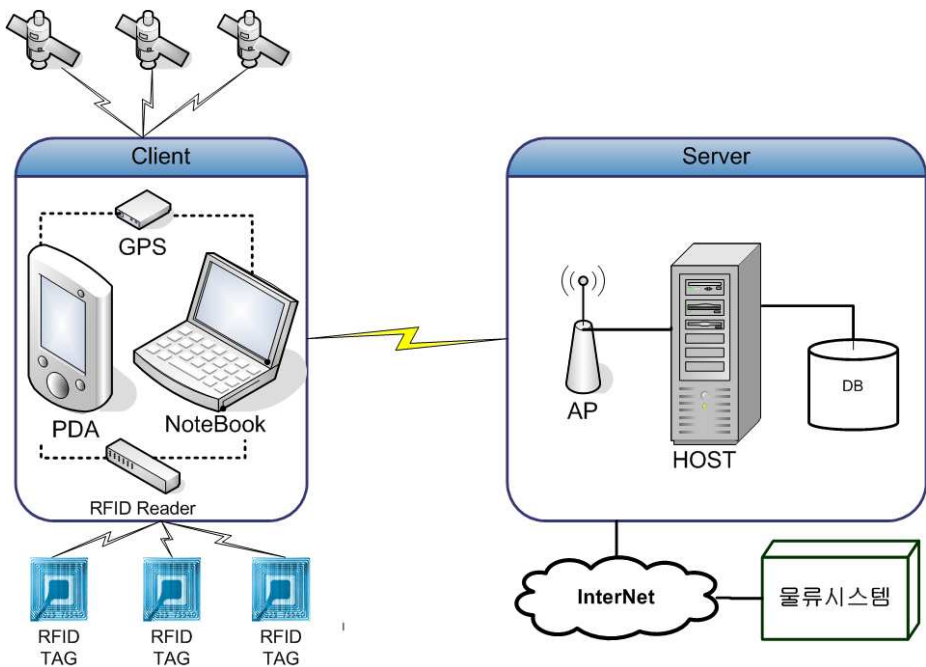 Client
Server
GPS
PDA
NoteBook
RFID Reader
AP
HOST
DB
RFID
TAG
RFID
TAG
RFID
TAG
InterNet
물류시스템